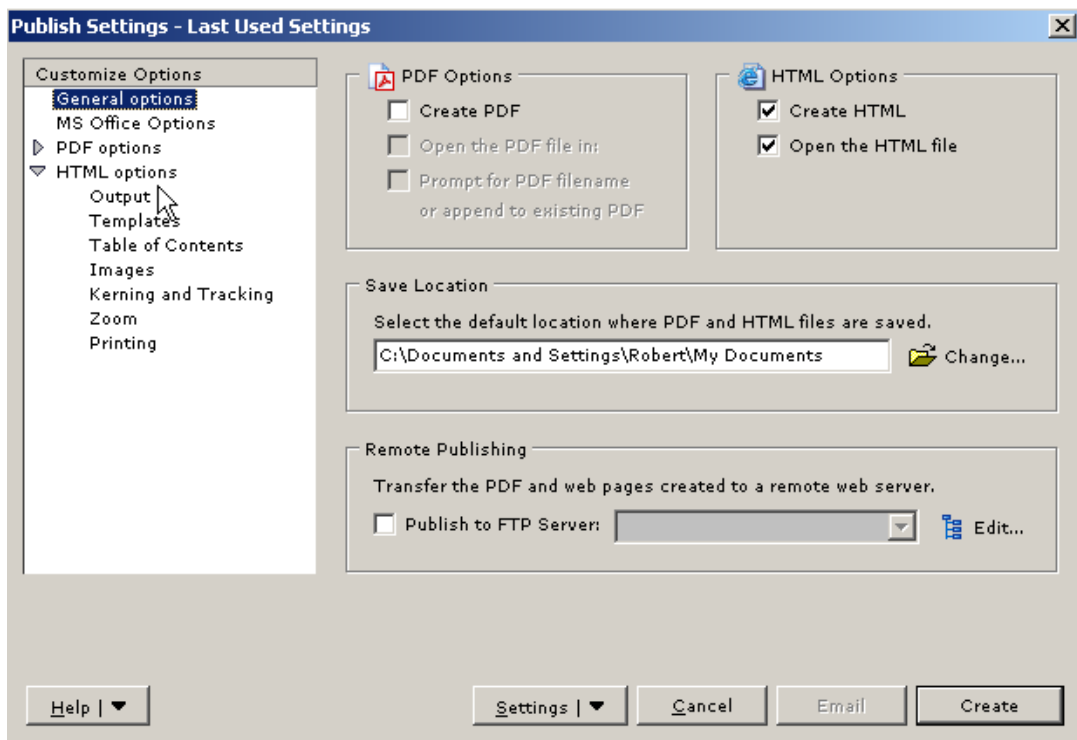 Publish Settings - Last Used Settings
Customize Options
General options
MS Office Options
PDF options
HTML options
Output
Templates
Table of Contents
Images
Kerning and Tracking
Zoom
Printing
PDF Options
Create PDF
Open the PDF file in:
Prompt for PDF filename
or append to existing PDF
HTML Options
Create HTML
Open the HTML file
Save Location
Select the default location where PDF and HTML files are saved.
C:\Documents and Settings\Robert\My Documents
Change...
Remote Publishing
Transfer the PDF and web pages created to a remote web server.
Publish to FTP Server:
Edit...
Help |
Settings |
Cancel
Email
Create